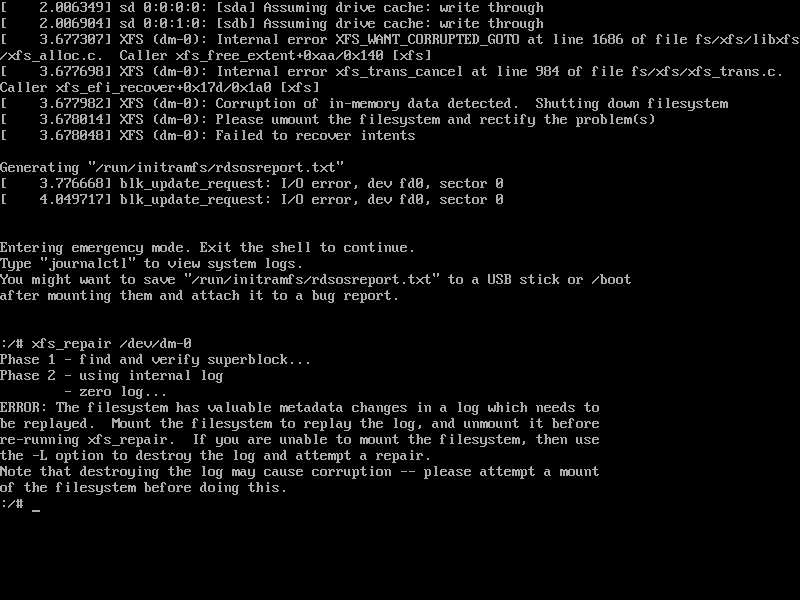 [    2.006349] sd 0:0:0:0: [sda] Assuming drive cache: write through
[    2.006904] sd 0:0:1:0: [sdb] Assuming drive cache: write through
[    3.677307] XFS (dm-0): Internal error XFS_WANT_CORRUPTED_GOTO at line 1686 of file fs/xfs/libxfs
/xfs_alloc.c.  Caller xfs_free_extent+0xaa/0x140 [xfs]
[    3.677698] XFS (dm-0): Internal error xfs_trans_cancel at line 984 of file fs/xfs/xfs_trans.c.
Caller xfs_efi_recover+0x17d/0x1a0 [xfs]
[    3.677982] XFS (dm-0): Corruption of in-memory data detected.  Shutting down filesystem
[    3.678014] XFS (dm-0): Please umount the filesystem and rectify the problem(s)
[    3.678048] XFS (dm-0): Failed to recover intents
Generating "/run/initramfs/rdsosreport.txt"
[    3.776668] blk_update_request: I/O error, dev fd0, sector 0
[    4.049717] blk_update_request: I/O error, dev fd0, sector 0
Entering emergency mode. Exit the shell to continue.
Type "journalctl" to view system logs.
You might want to save "/run/initramfs/rdsosreport.txt" to a USB stick or /boot
after mounting them and attach it to a bug report.
:/# xfs_repair /dev/dm-0
Phase 1 - find and verify superblock...
Phase 2 - using internal log
        - zero log...
ERROR: The filesystem has valuable metadata changes in a log which needs to
be replayed.  Mount the filesystem to replay the log, and unmount it before
re-running xfs_repair.  If you are unable to mount the filesystem, then use
the -L option to destroy the log and attempt a repair.
Note that destroying the log may cause corruption -- please attempt a mount
of the filesystem before doing this.
:/# _